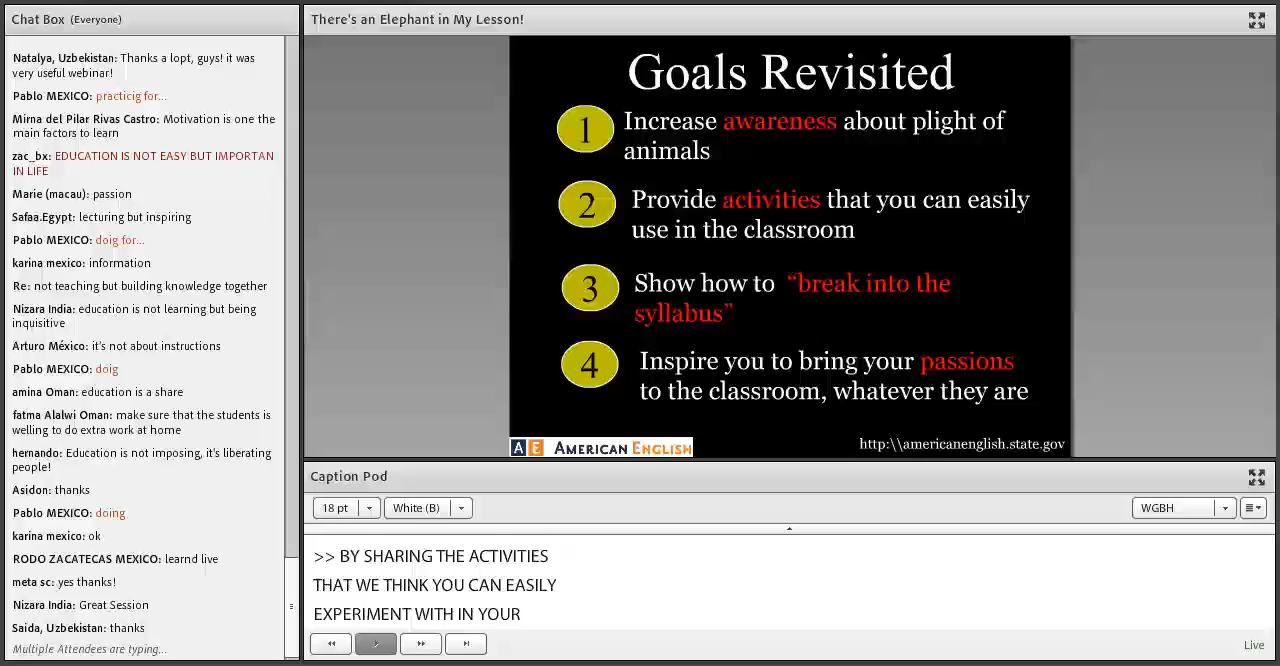 Chat Box (Everyone)
Natalya, Uzbekistan: Thanks a lopt, guys! it was
very useful webinar!
Pablo MEXICO: practicig for...
Mirna del Pilar Rivas Castro: Motivation is one the
main factors to learn
zac_bx: EDUCATION IS NOT EASY BUT IMPORTAN
IN LIFE
Marie (macau): passion
Safaa.Egypt: lecturing but inspiring
Pablo MEXICO: doig for...
karina mexico: information
Re: not teaching but building knowledge together
Nizara India: education is not learning but being
inquisitive
Arturo México: it's not about instructions
Pablo MEXICO: doig
amina Oman: education is a share
fatma Alalwi Oman: make sure that the students is
welling to do extra work at home
hernando: Education is not imposing, it's liberating
people!
Asidon: thanks
Pablo MEXICO: doing
karina mexico: ok
RODO ZACATECAS MEXICO: learnd live
meta sc: yes thanks!
Nizara India: Great Session
Saida, Uzbekistan: thanks
Multiple Attendees are typing...
There's an Elephant in My Lesson!
Goals Revisited
1 Increase awareness about plight of
animals
2 Provide activities that you can easily
use in the classroom
3 Show how to “break into the
syllabus”
4 Inspire you to bring your passions
to the classroom, whatever they are
AE AMERICAN ENGLISH
http:\\americanenglish.state.gov
Caption Pod
18 pt White (B) WGBH
>> BY SHARING THE ACTIVITIES
THAT WE THINK YOU CAN EASILY
EXPERIMENT WITH IN YOUR
Live